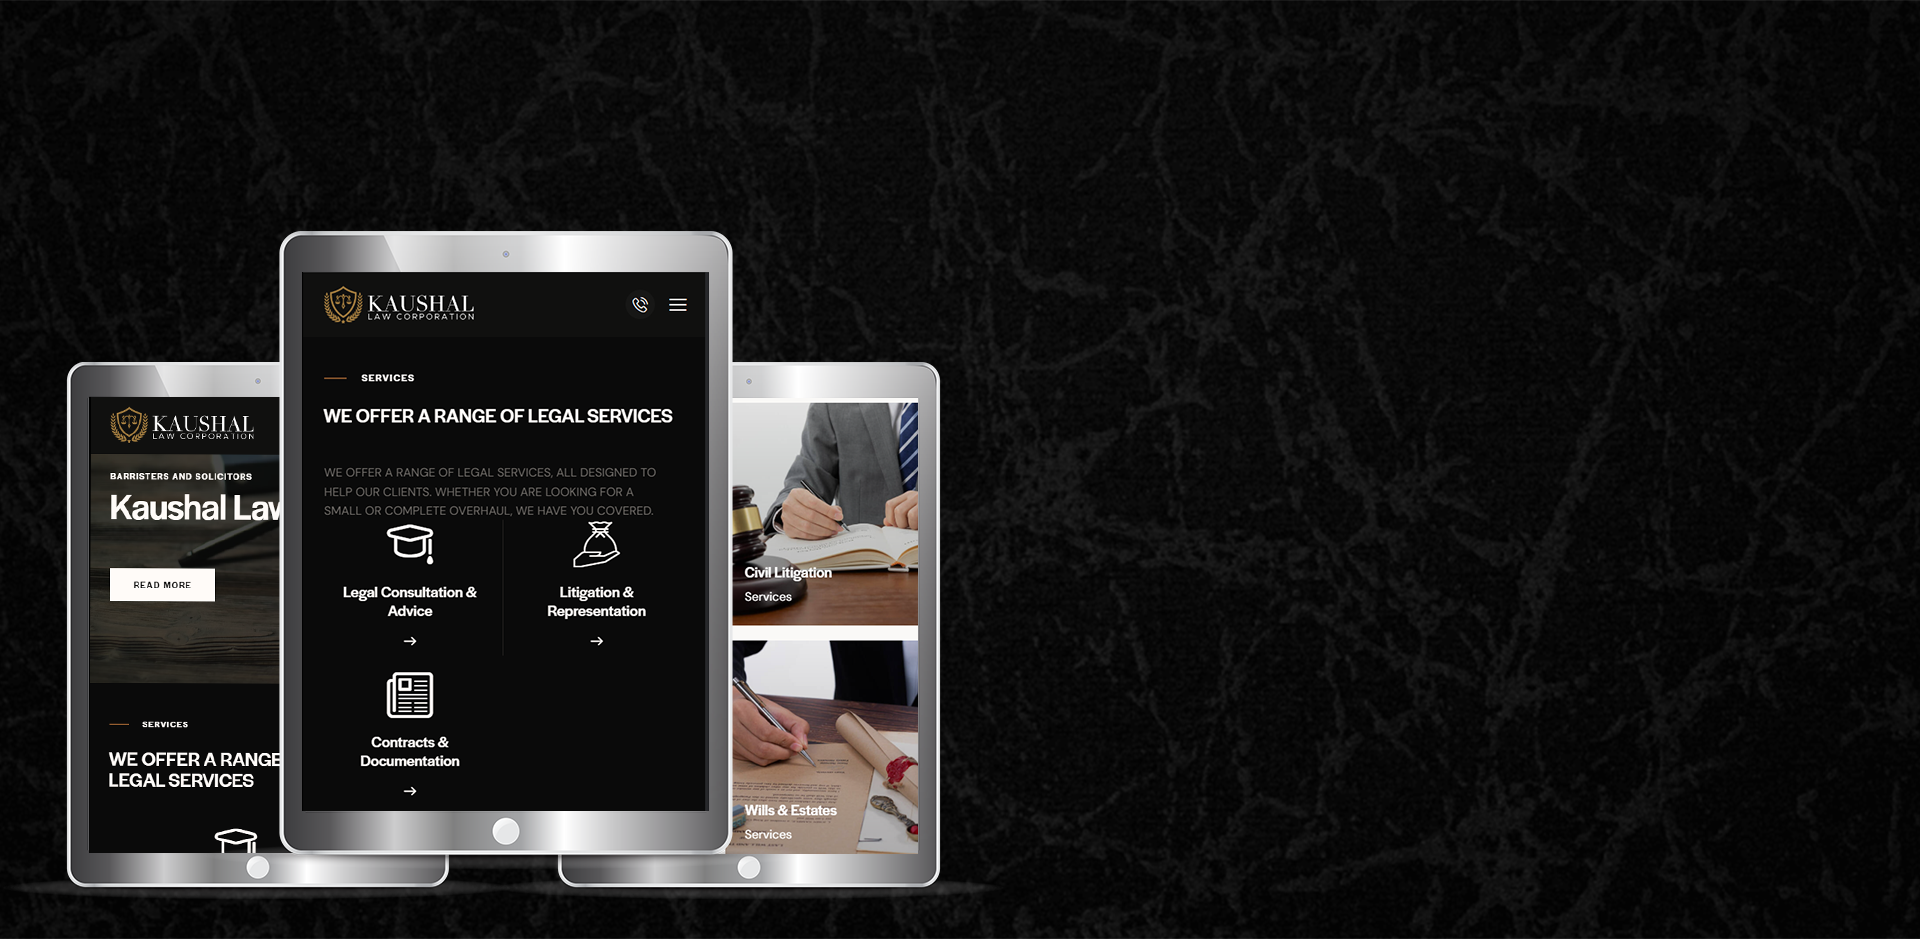 KAUSHAL
LAW CORPORATION
BARRISTERS AND SOLICITORS
Kaushal Law
READ MORE
SERVICES
WE OFFER A RANGE
LEGAL SERVICES
KAUSHAL
LAW CORPORATION
SERVICES
WE OFFER A RANGE OF LEGAL SERVICES
WE OFFER A RANGE OF LEGAL SERVICES, ALL DESIGNED TO
HELP OUR CLIENTS. WHETHER YOU ARE LOOKING FOR A
SMALL OR COMPLETE OVERHAUL, WE HAVE YOU COVERED.
Legal Consultation &
Advice
Litigation &
Representation
Contracts &
Documentation
Civil Litigation
Services
Wills & Estates
Services